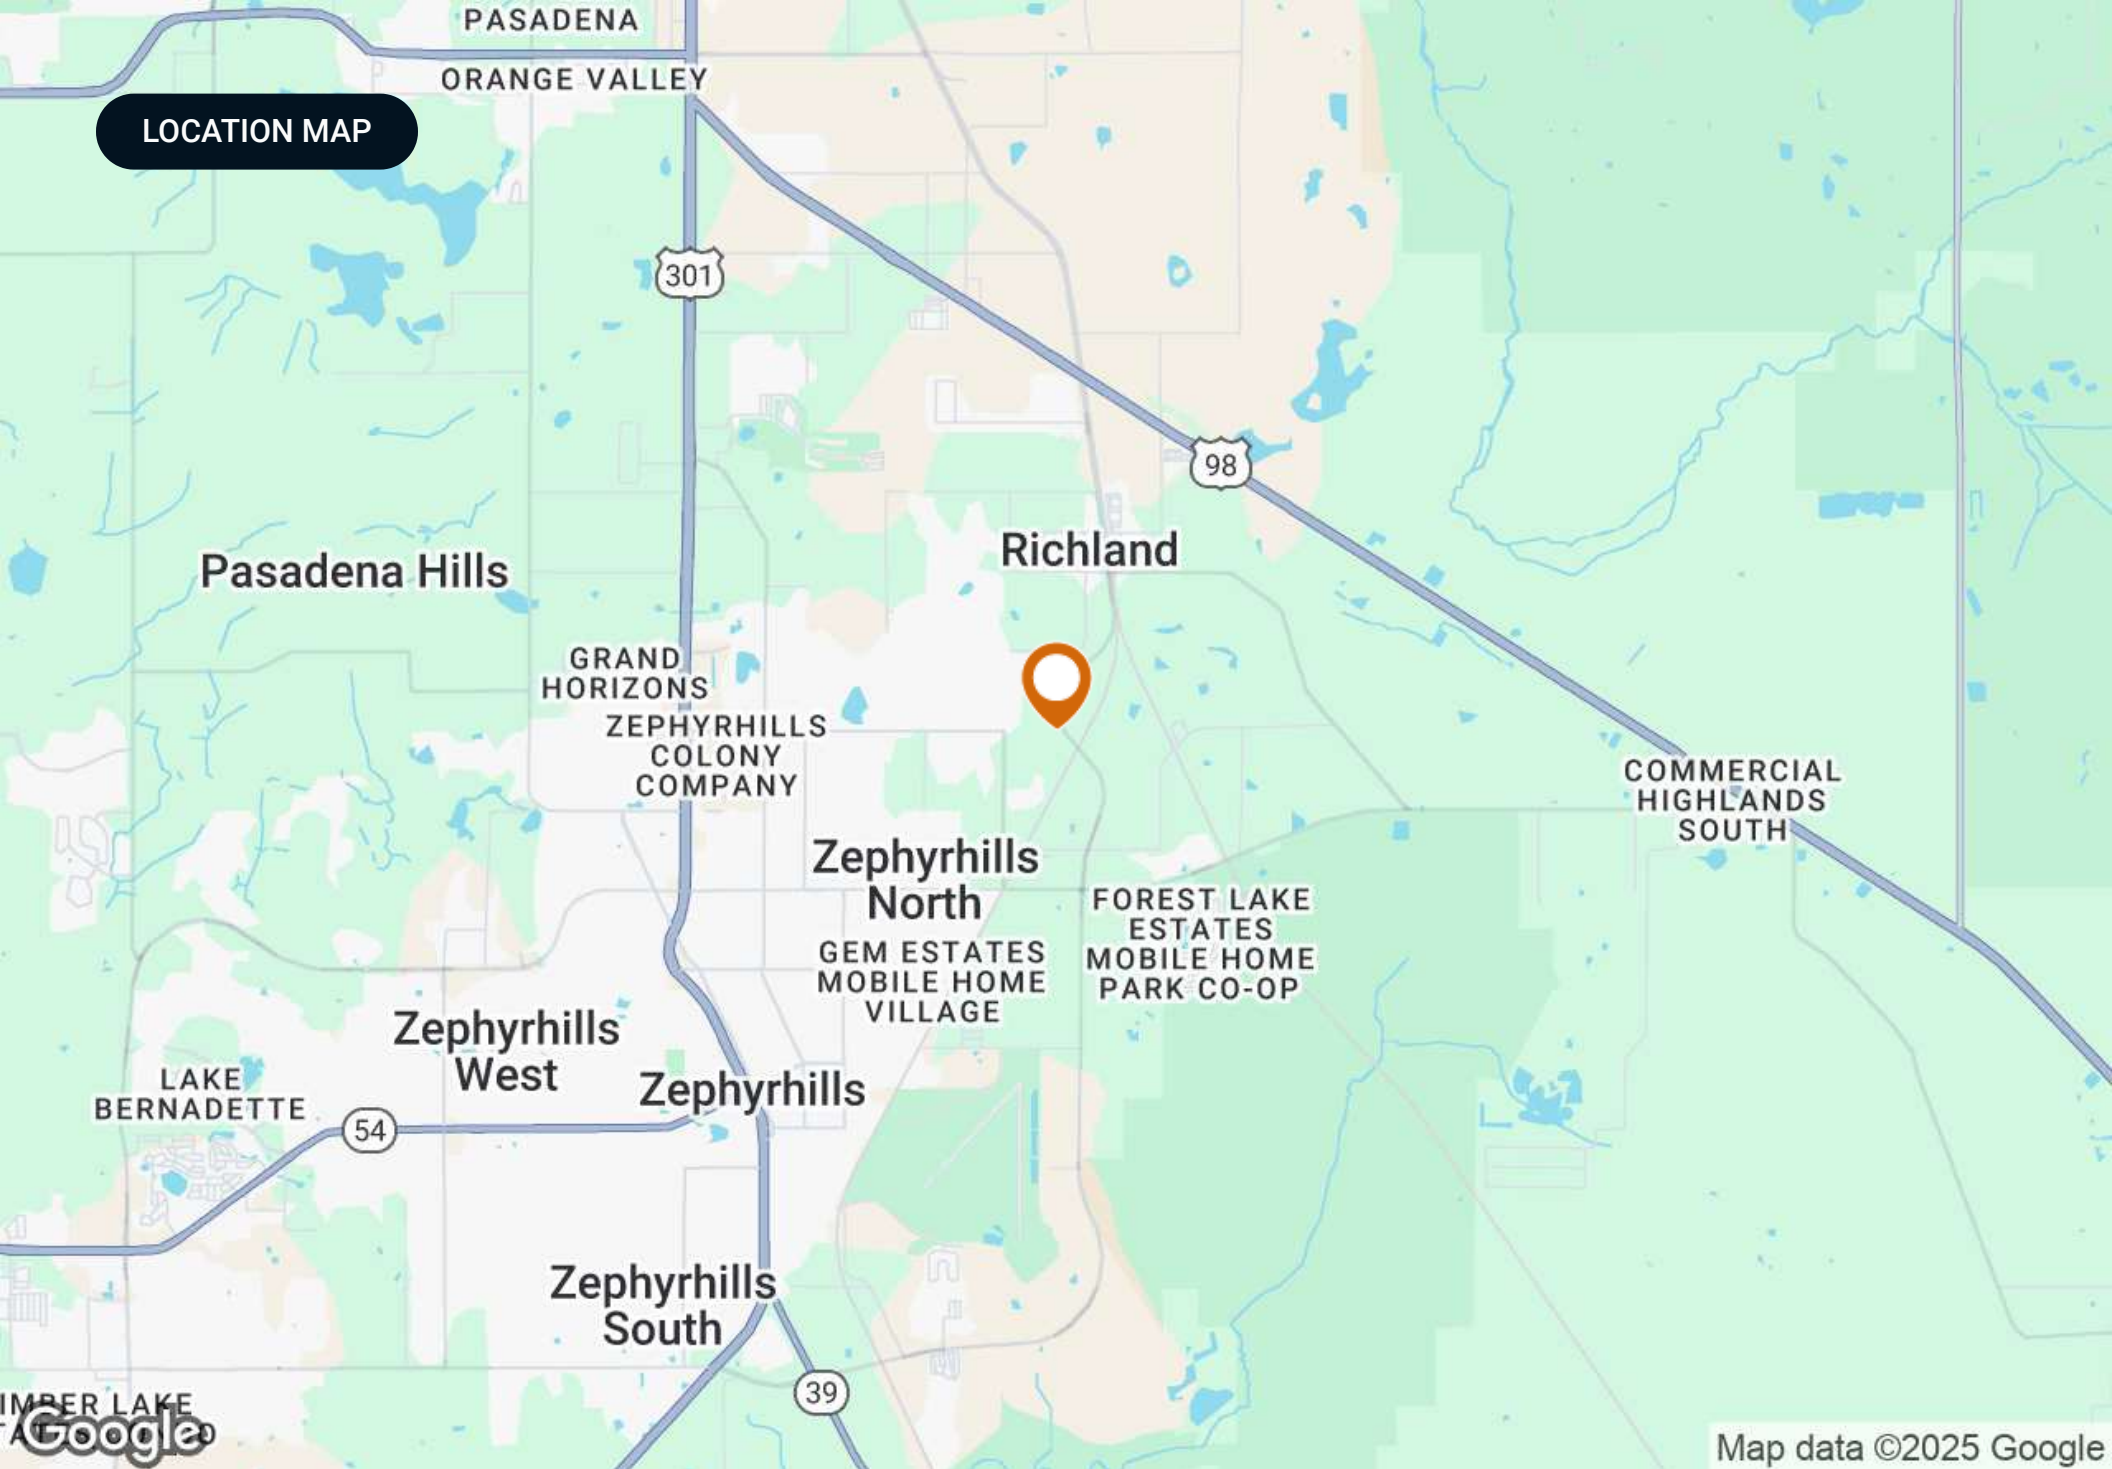 PASADENA
ORANGE VALLEY
LOCATION MAP
301
98
Richland
Pasadena Hills
GRAND
HORIZONS
ZEPHYRHILLS
COLONY
COMPANY
COMMERCIAL
HIGHLANDS
SOUTH
Zephyrhills
North
FOREST LAKE
ESTATES
MOBILE HOME
PARK CO-OP
GEM ESTATES
MOBILE HOME
VILLAGE
Zephyrhills
West
LAKE
BERNADETTE
Zephyrhills
54
Zephyrhills
South
39
IMBER LAKE
Google
Map data ©2025 Google